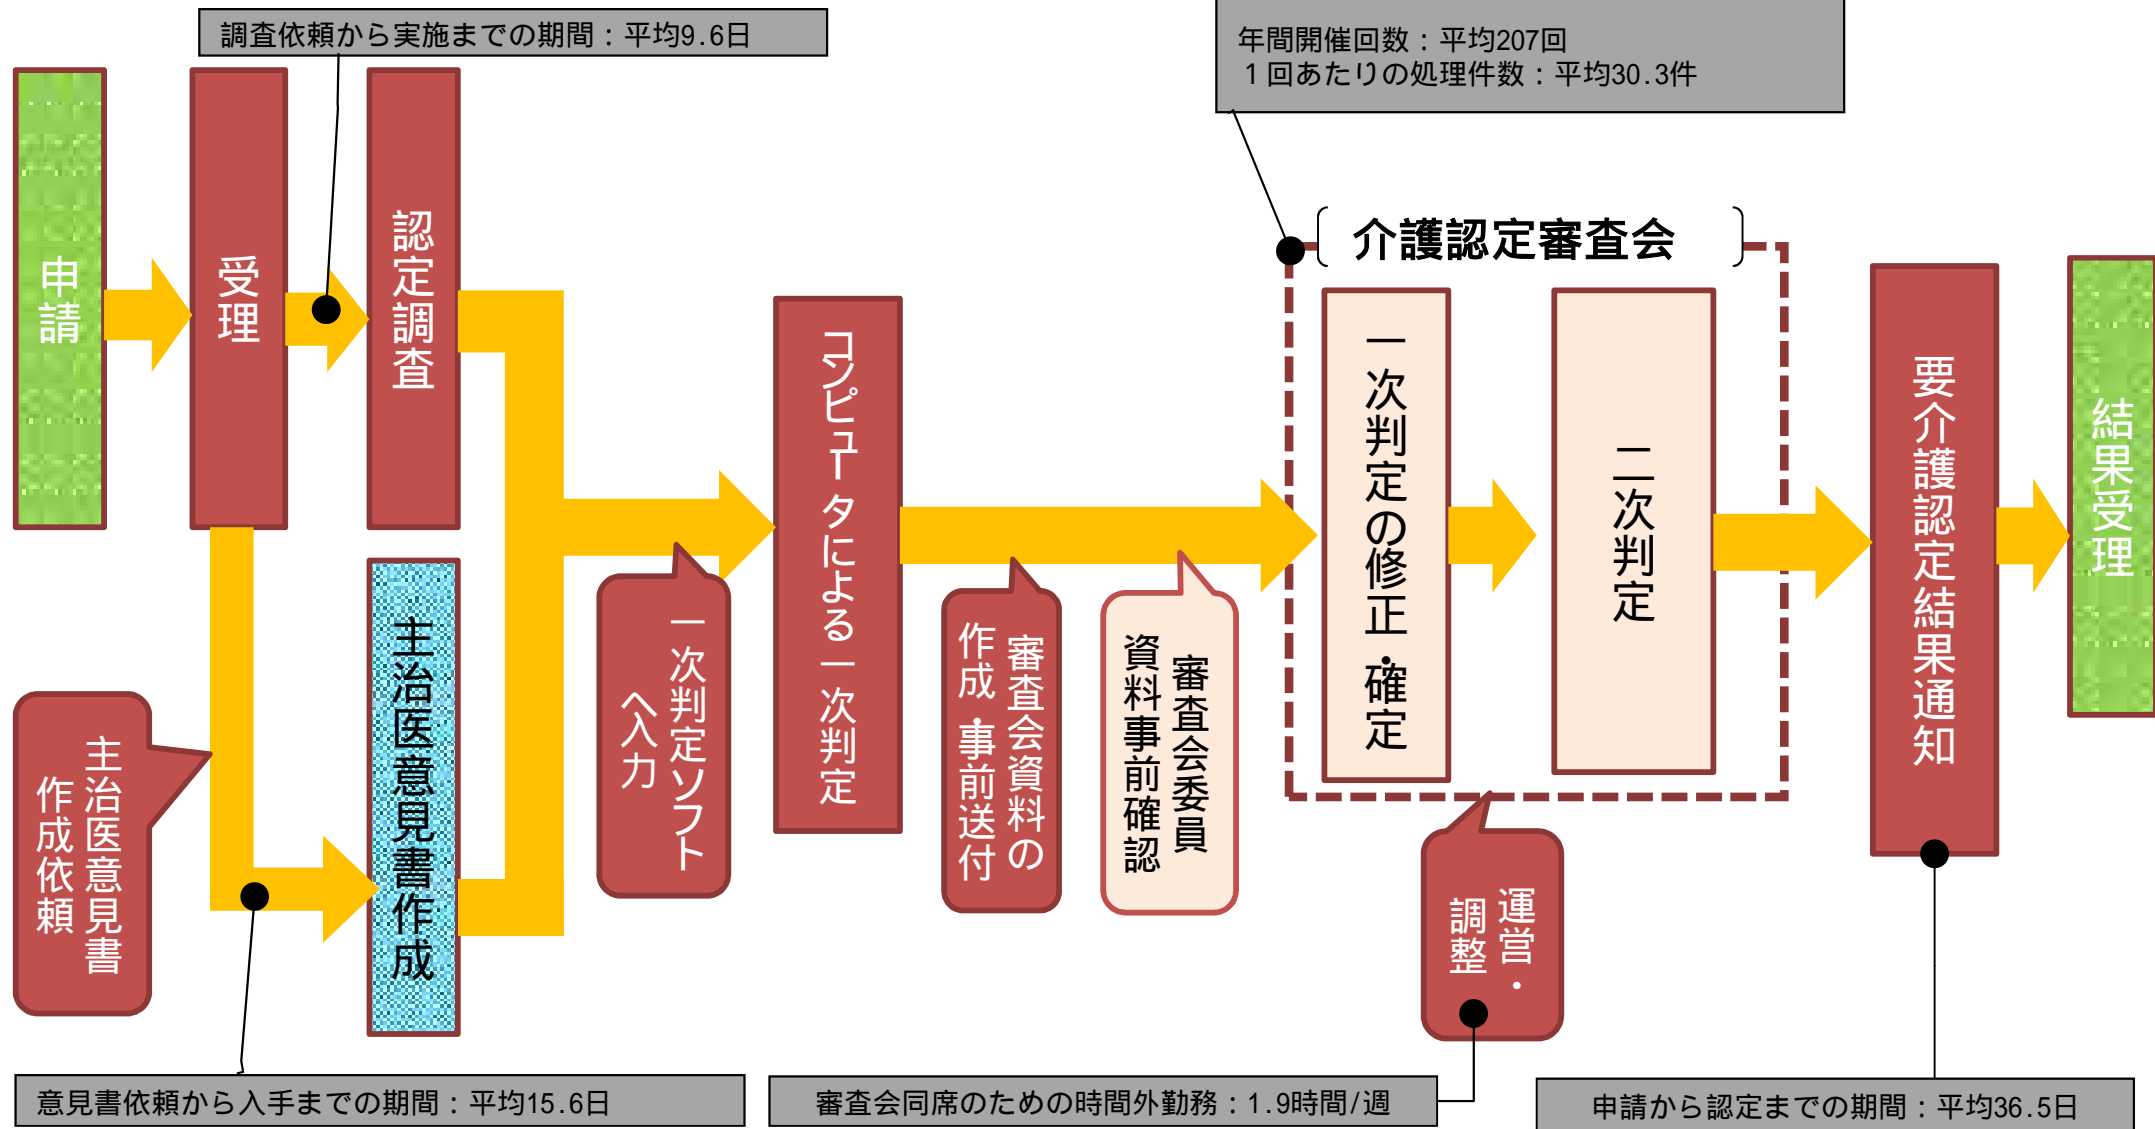 調査依頼から実施までの期間：平均9.6日
年間開催回数：平均207回
１回あたりの処理件数：平均30.3件
申請
受理
認定調査
主治医意見書
作成依頼
主治医意見書作成
一次判定ソフト
へ入力
コンピュータによる一次判定
審査会資料の
作成・事前送付
審査会委員
資料事前確認
介護認定審査会
一次判定の修正・確定
二次判定
運営・
調整
要介護認定結果通知
結果受理
意見書依頼から入手までの期間：平均15.6日
審査会同席のための時間外勤務：1.9時間/週
申請から認定までの期間：平均36.5日